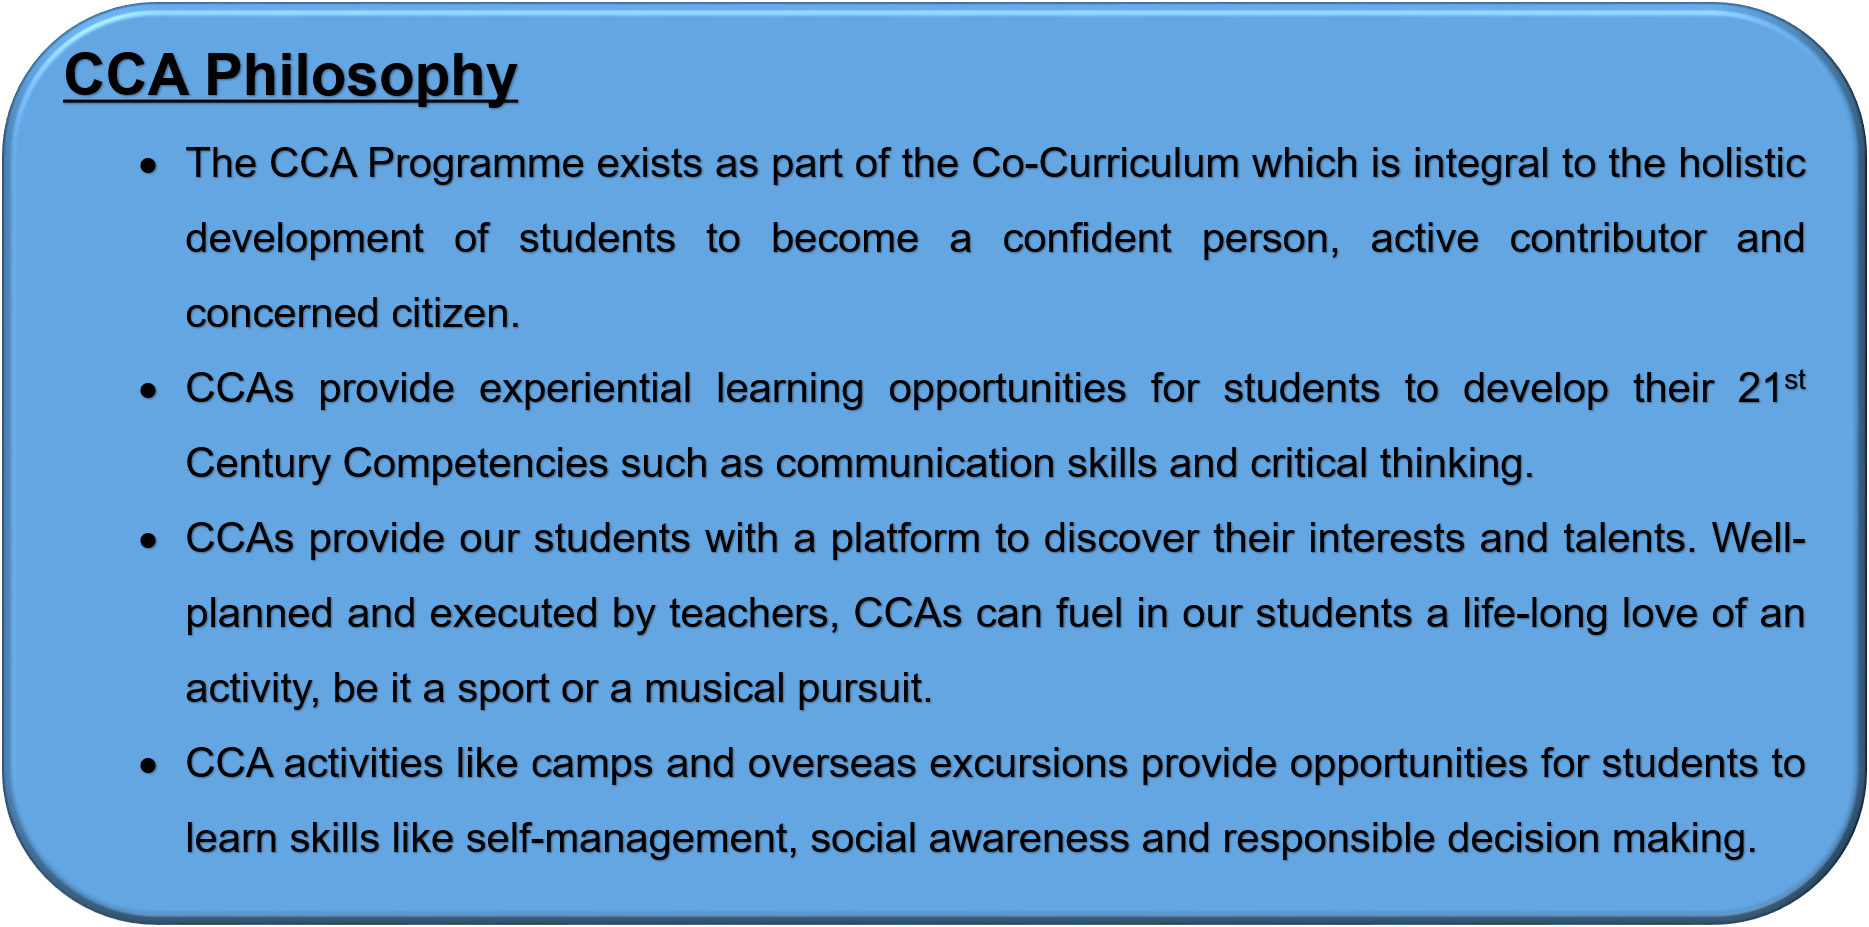 CCA Philosophy
• The CCA Programme exists as part of the Co-Curriculum which is integral to the holistic
development of students to become a confident person, active contributor and
concerned citizen.
• CCAs provide experiential learning opportunities for students to develop their 21st
Century Competencies such as communication skills and critical thinking.
• CCAs provide our students with a platform to discover their interests and talents. Well-
planned and executed by teachers, CCAs can fuel in our students a life-long love of an
activity, be it a sport or a musical pursuit.
• CCA activities like camps and overseas excursions provide opportunities for students to
learn skills like self-management, social awareness and responsible decision making.